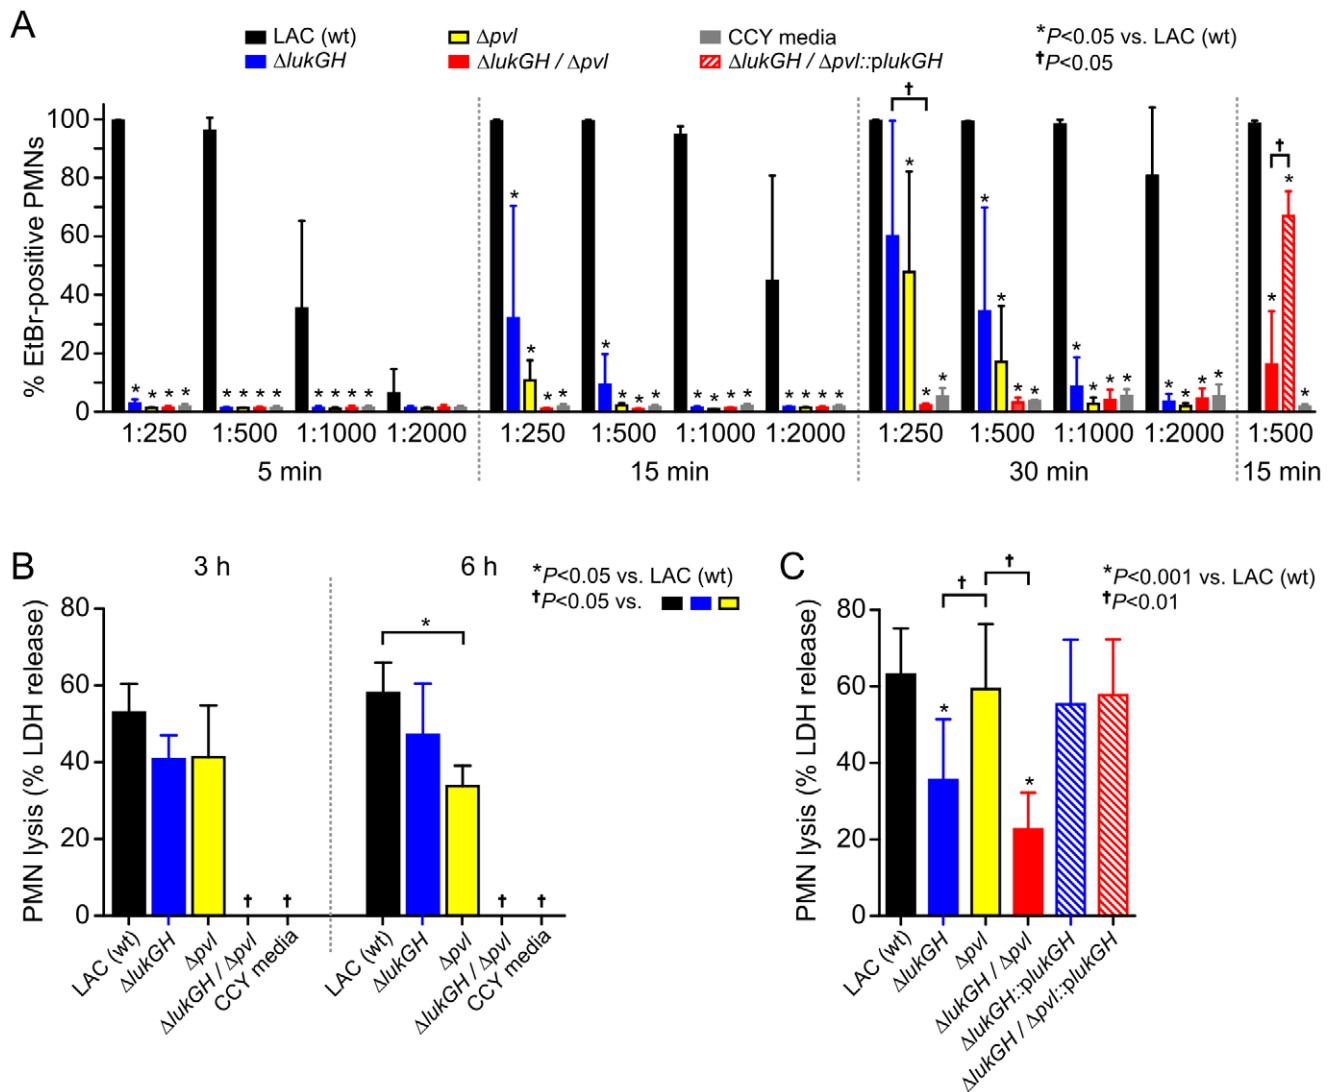 A
LAC (wt) Δpvl CCY media *P<0.05 vs. LAC (wt)
ΔlukGH ΔlukGH / Δpvl ΔlukGH / Δpvl::plukGH †P<0.05
% EtBr-positive PMNs
100
80
60
40
20
0
†
†
* * * * * * * * * * * *
* * * * * * * * * * * * * * * *
* * * * * * * * * * * * * * *
* * *
1:250 1:500 1:1000 1:2000 1:250 1:500 1:1000 1:2000 1:250 1:500 1:1000 1:2000 1:500
5 min 15 min 30 min 15 min
B
3 h 6 h
*P<0.05 vs. LAC (wt)
†P<0.05 vs.
PMN lysis (% LDH release)
80
60
40
20
0
*
† † † †
LAC (wt) ΔlukGH Δpvl ΔlukGH / Δpvl CCY media LAC (wt) ΔlukGH Δpvl ΔlukGH / Δpvl CCY media
C
*P<0.001 vs. LAC (wt)
†P<0.01
PMN lysis (% LDH release)
80
60
40
20
0
† †
* *
LAC (wt) ΔlukGH Δpvl ΔlukGH / Δpvl ΔlukGH::plukGH ΔlukGH / Δpvl::plukGH